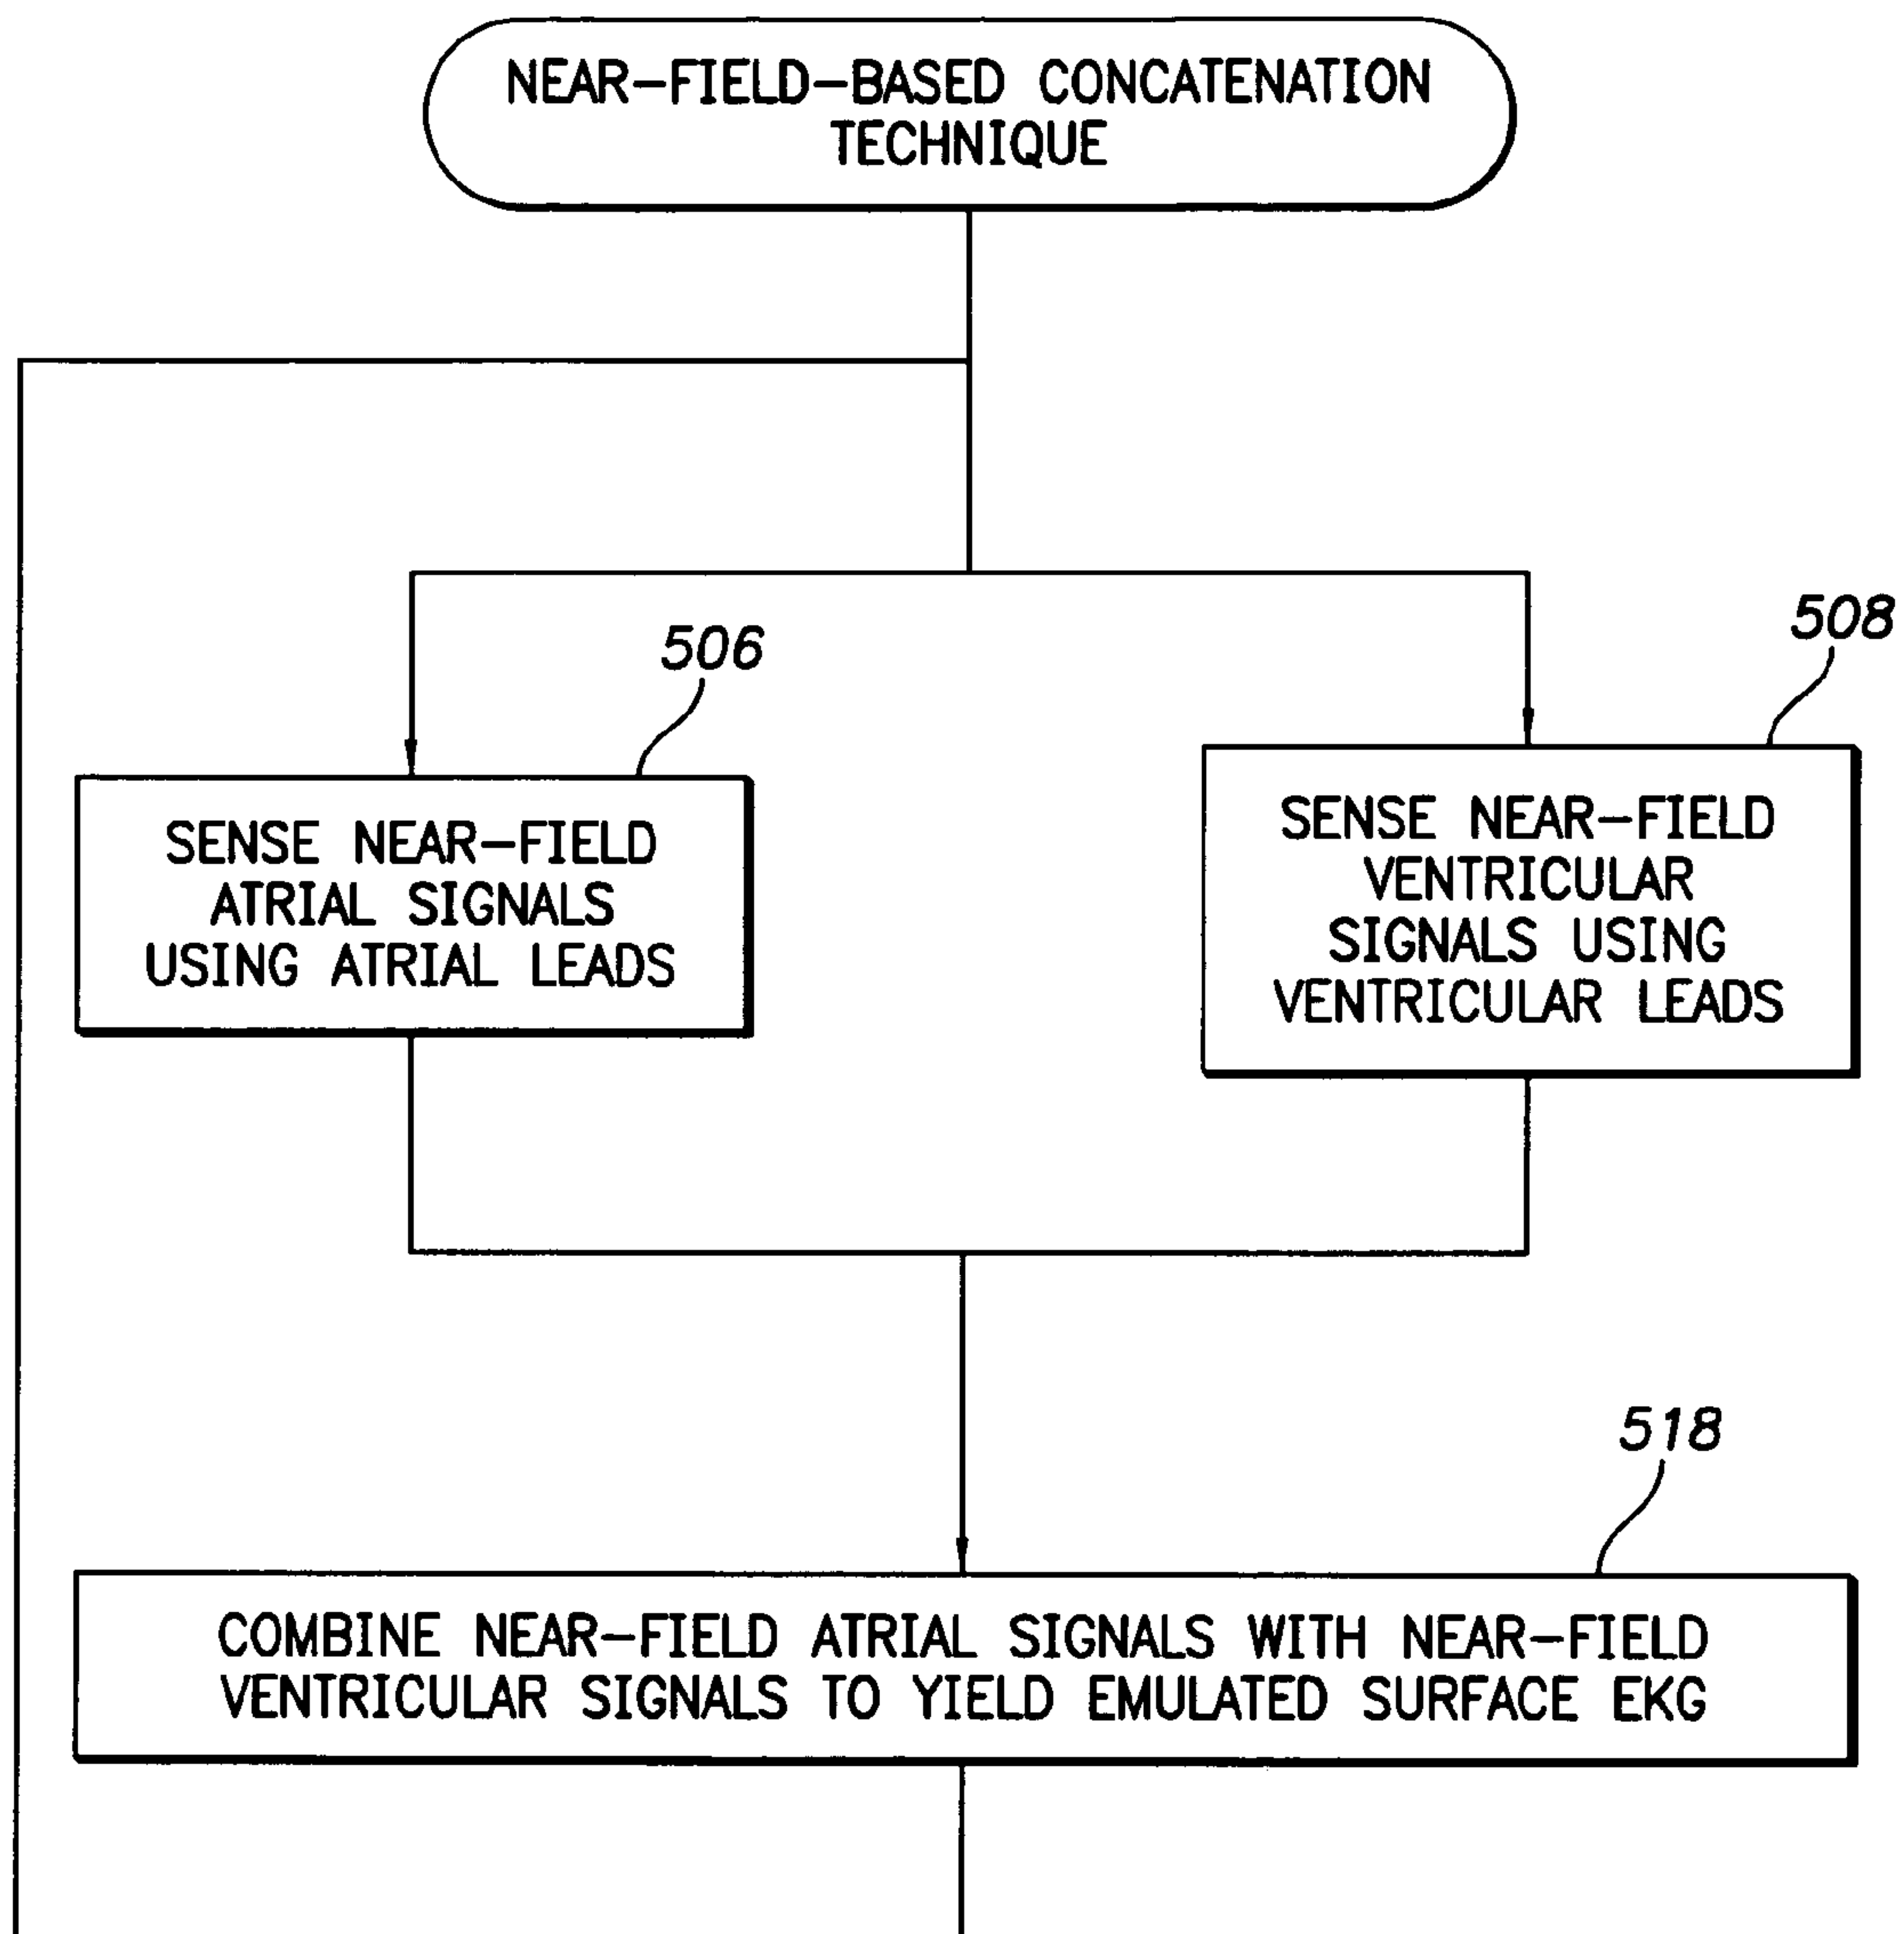 NEAR-FIELD-BASED CONCATENATION
TECHNIQUE
506
508
SENSE NEAR-FIELD
ATRIAL SIGNALS
USING ATRIAL LEADS
SENSE NEAR-FIELD
VENTRICULAR
SIGNALS USING
VENTRICULAR LEADS
518
COMBINE NEAR-FIELD ATRIAL SIGNALS WITH NEAR-FIELD
VENTRICULAR SIGNALS TO YIELD EMULATED SURFACE EKG